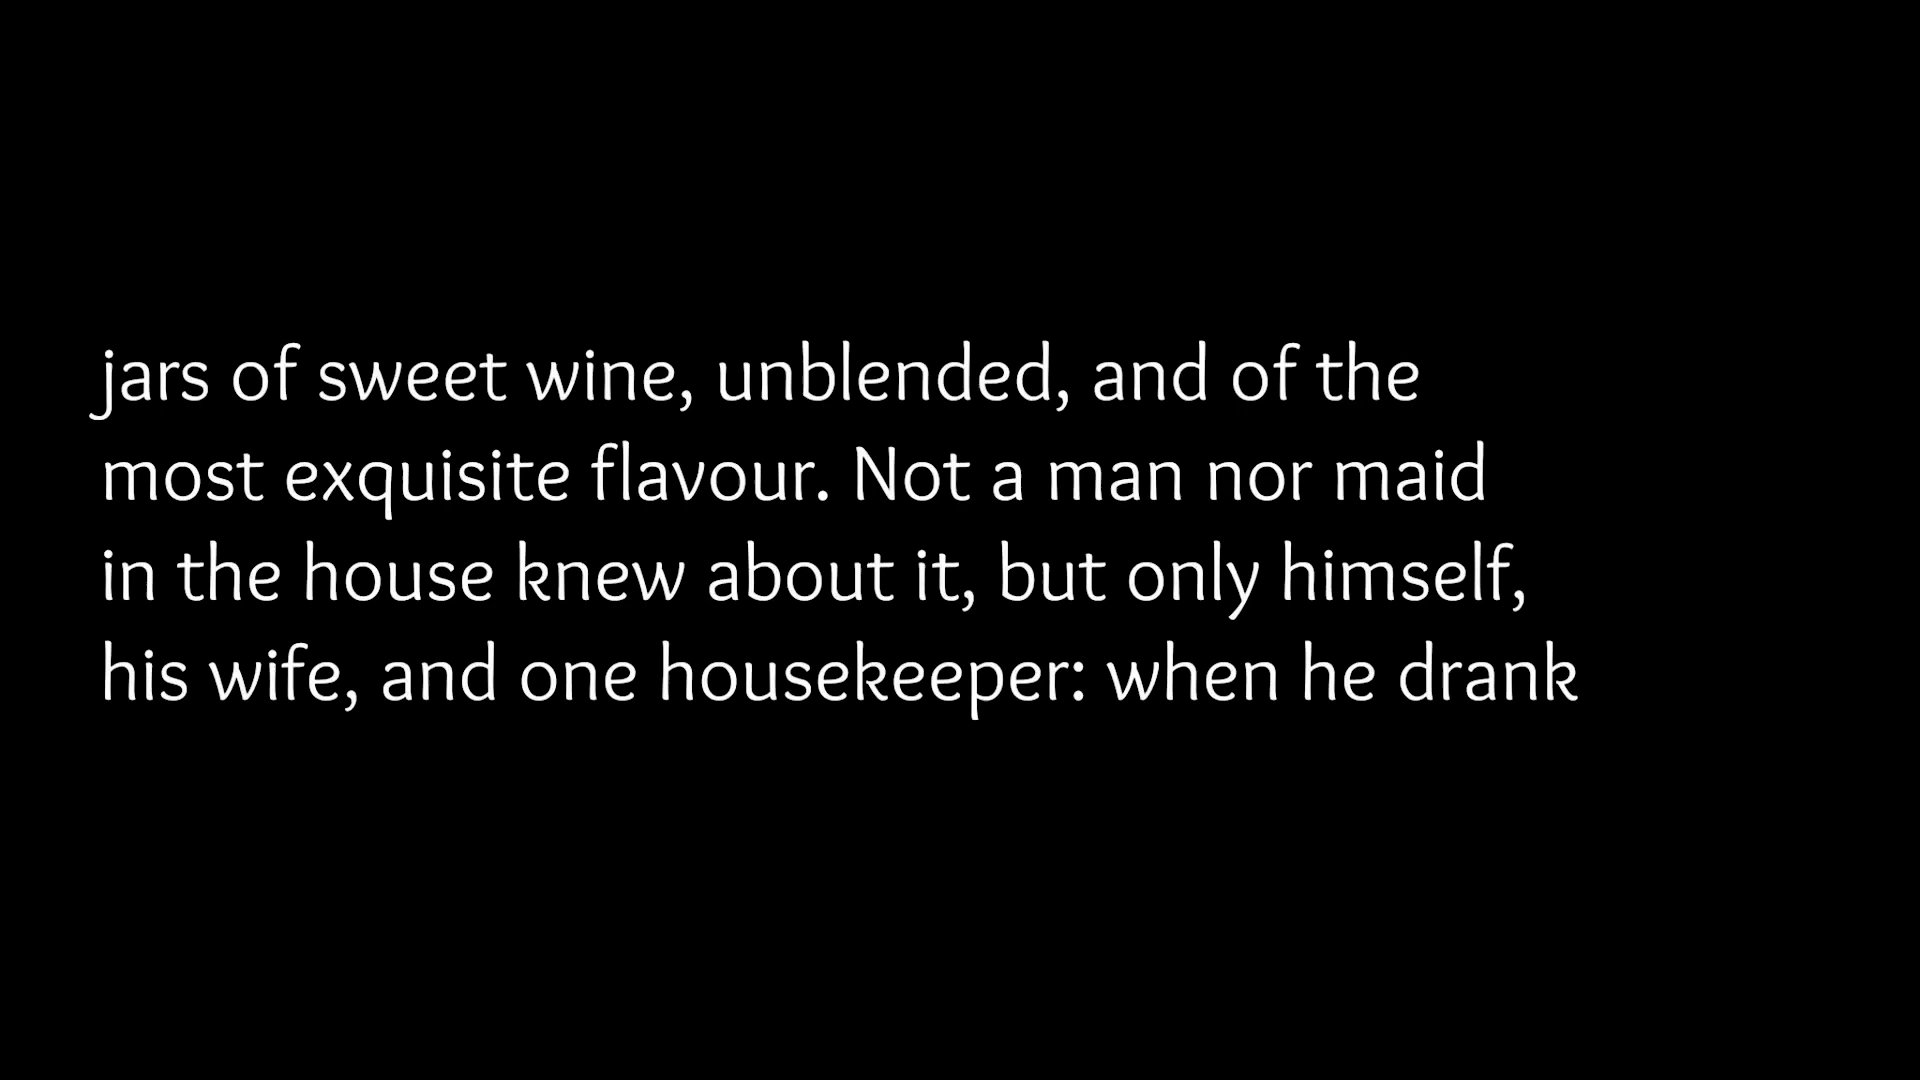 jars of sweet wine, unblended, and of the
most exquisite flavour. Not a man nor maid
in the house knew about it, but only himself,
his wife, and one housekeeper: when he drank